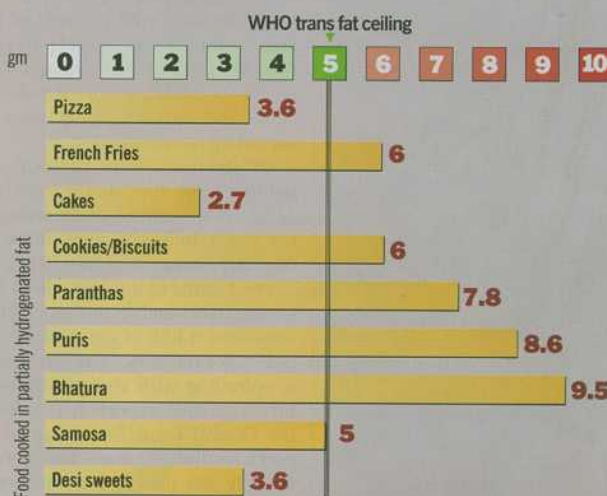 WHO trans fat ceiling
gm 0 1 2 3 4 5 6 7 8 9 10
Pizza 3.6
French Fries 6
Cakes 2.7
Cookies/Biscuits 6
Paranthas 7.8
Puris 8.6
Bhatura 9.5
Samosa 5
Desi sweets 3.6
Food cooked in partially hydrogenated fat